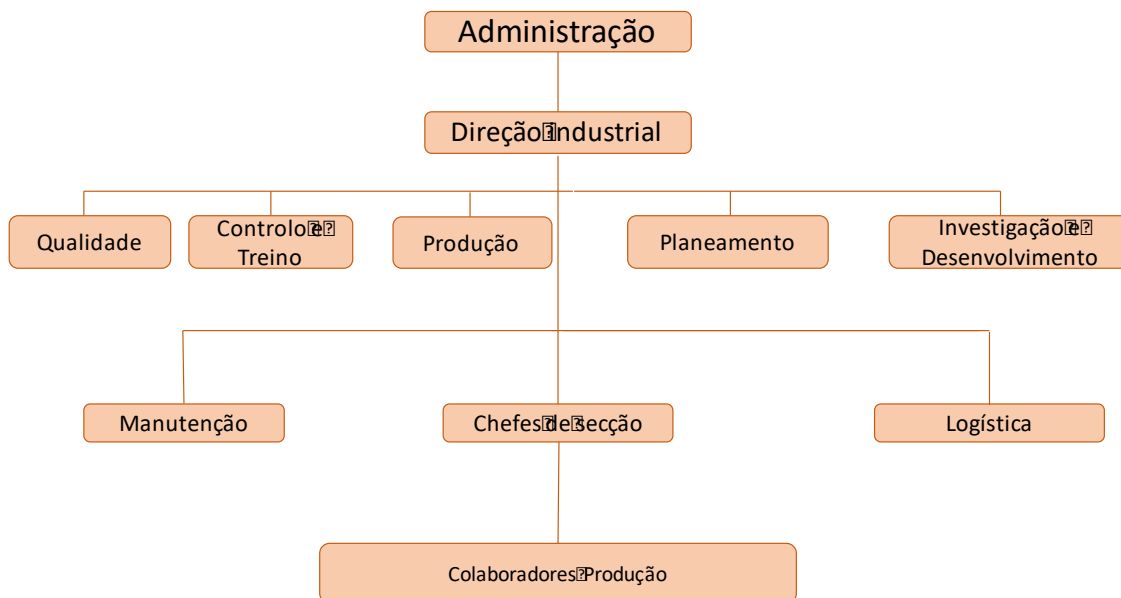 Administração
Direção Industrial
Qualidade
Controlo e
Treino
Produção
Planeamento
Investigação e
Desenvolvimento
Manutenção
Chefes de secção
Logística
Colaboradores Produção